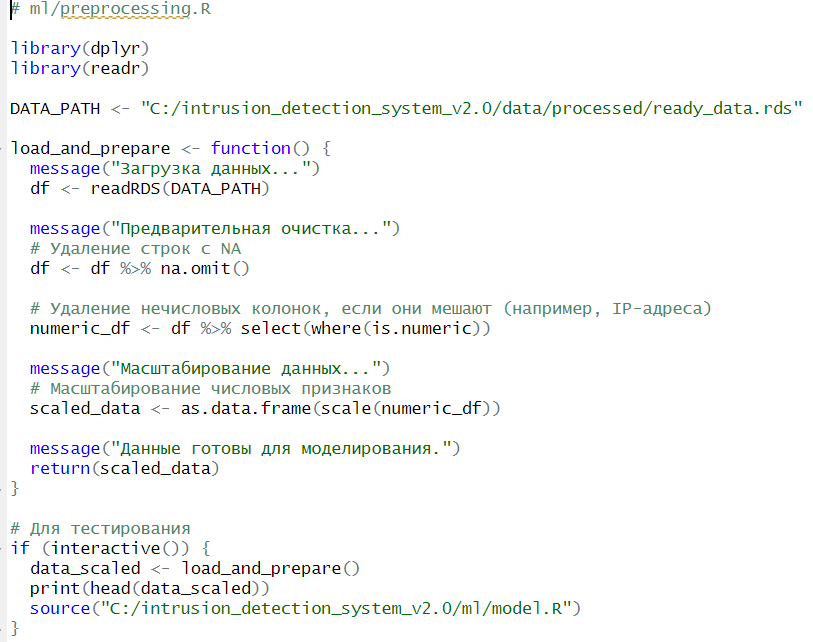 # ml/preprocessing.R
library(dplyr)
library(readr)
DATA_PATH <- "C:/intrusion_detection_system_v2.0/data/processed/ready_data.rds"
load_and_prepare <- function() {
  message("Загрузка данных...")
  df <- readRDS(DATA_PATH)
  message("Предварительная очистка...")
  # Удаление строк с NA
  df <- df %>% na.omit()
  # Удаление нечисловых колонок, если они мешают (например, IP-адреса)
  numeric_df <- df %>% select(where(is.numeric))
  message("Масштабирование данных...")
  # Масштабирование числовых признаков
  scaled_data <- as.data.frame(scale(numeric_df))
  message("Данные готовы для моделирования.")
  return(scaled_data)
}
# Для тестирования
if (interactive()) {
  data_scaled <- load_and_prepare()
  print(head(data_scaled))
  source("C:/intrusion_detection_system_v2.0/ml/model.R")
}